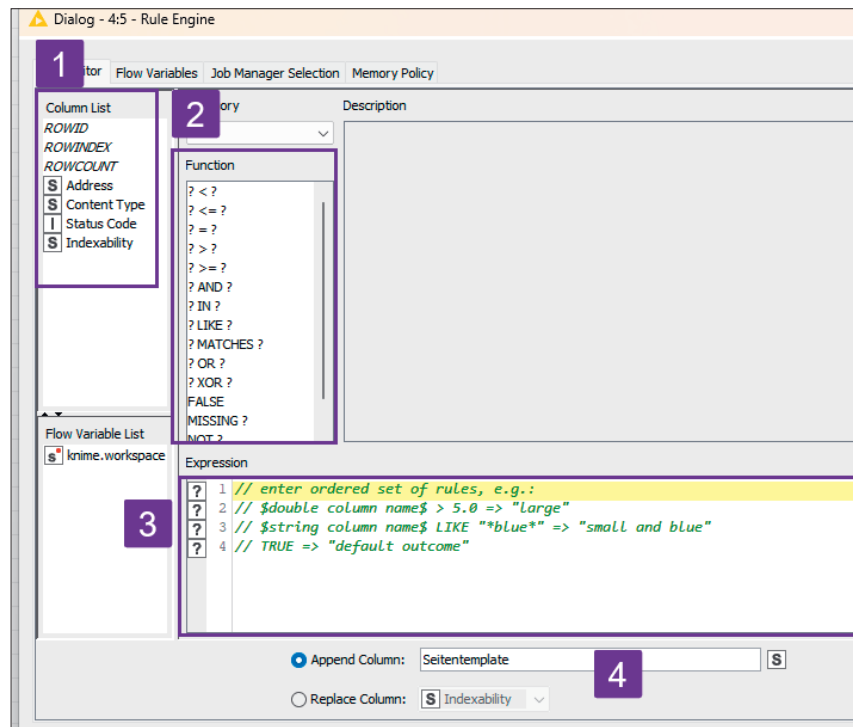 Dialog - 4:5 - Rule Engine
1
itor Flow Variables Job Manager Selection Memory Policy
Column List
ROWID
ROWINDEX
ROWCOUNT
S Address
S Content Type
I Status Code
S Indexability
2
ory
Function
? < ?
? <= ?
? = ?
? > ?
? >= ?
? AND ?
? IN ?
? LIKE ?
? MATCHES ?
? OR ?
? XOR ?
FALSE
MISSING ?
NOT ?
Description
Flow Variable List
s knime.workspace
3
Expression
? 1 // enter ordered set of rules, e.g.:
? 2 // $double column name$ > 5.0 => "large"
? 3 // $string column name$ LIKE "*blue*" => "small and blue"
? 4 // TRUE => "default outcome"
Append Column: Seitentemplate S
4
Replace Column: S Indexability